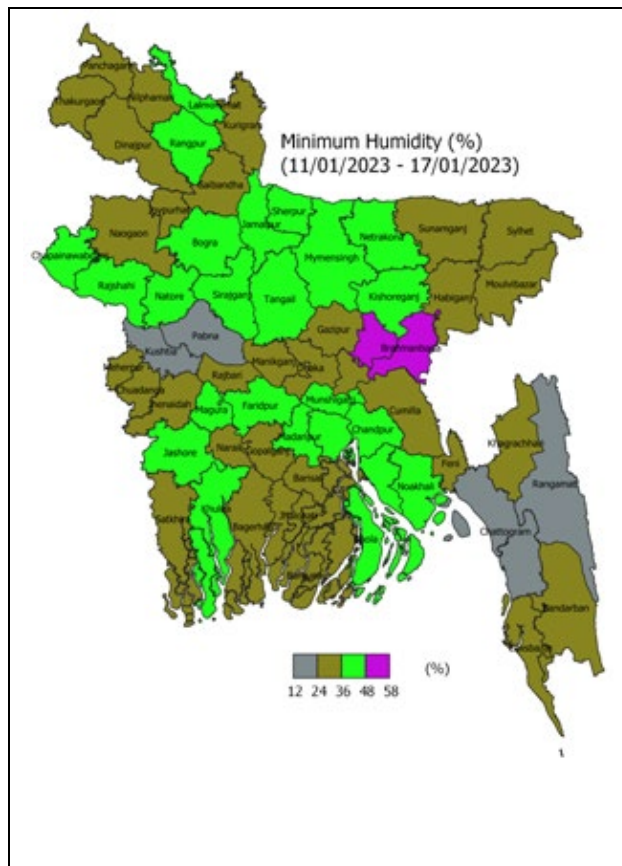 Panchagarh
Thakurgaon
Nilphamari
Lalmonirhat
Kurigram
Dinajpur
Rangpur
Minimum Humidity (%)
(11/01/2023 - 17/01/2023)
Gaibandha
Joypurhat
Naogaon
Sherpur
Jamalpur
Bogra
Netrakona
Sunamganj
Sylhet
Mymensingh
Chapainawabganj
Rajshahi
Natore
Sirajganj
Tangail
Kishoreganj
Habiganj
Moulvibazar
Gazipur
Pabna
Kushtia
Brahmanbaria
Meherpur
Manikganj
Dhaka
Rajbari
Chuadanga
Jhenaidah
Magura
Faridpur
Munshiganj
Cumilla
Chandpur
Khagrachhari
Jashore
Narail
Gopalganj
Madaripur
Feni
Rangamati
Barisal
Noakhali
Satkhira
Khulna
Bagerhat
Bhola
Chattogram
Bandarban
(%)
12 24 36 48 58